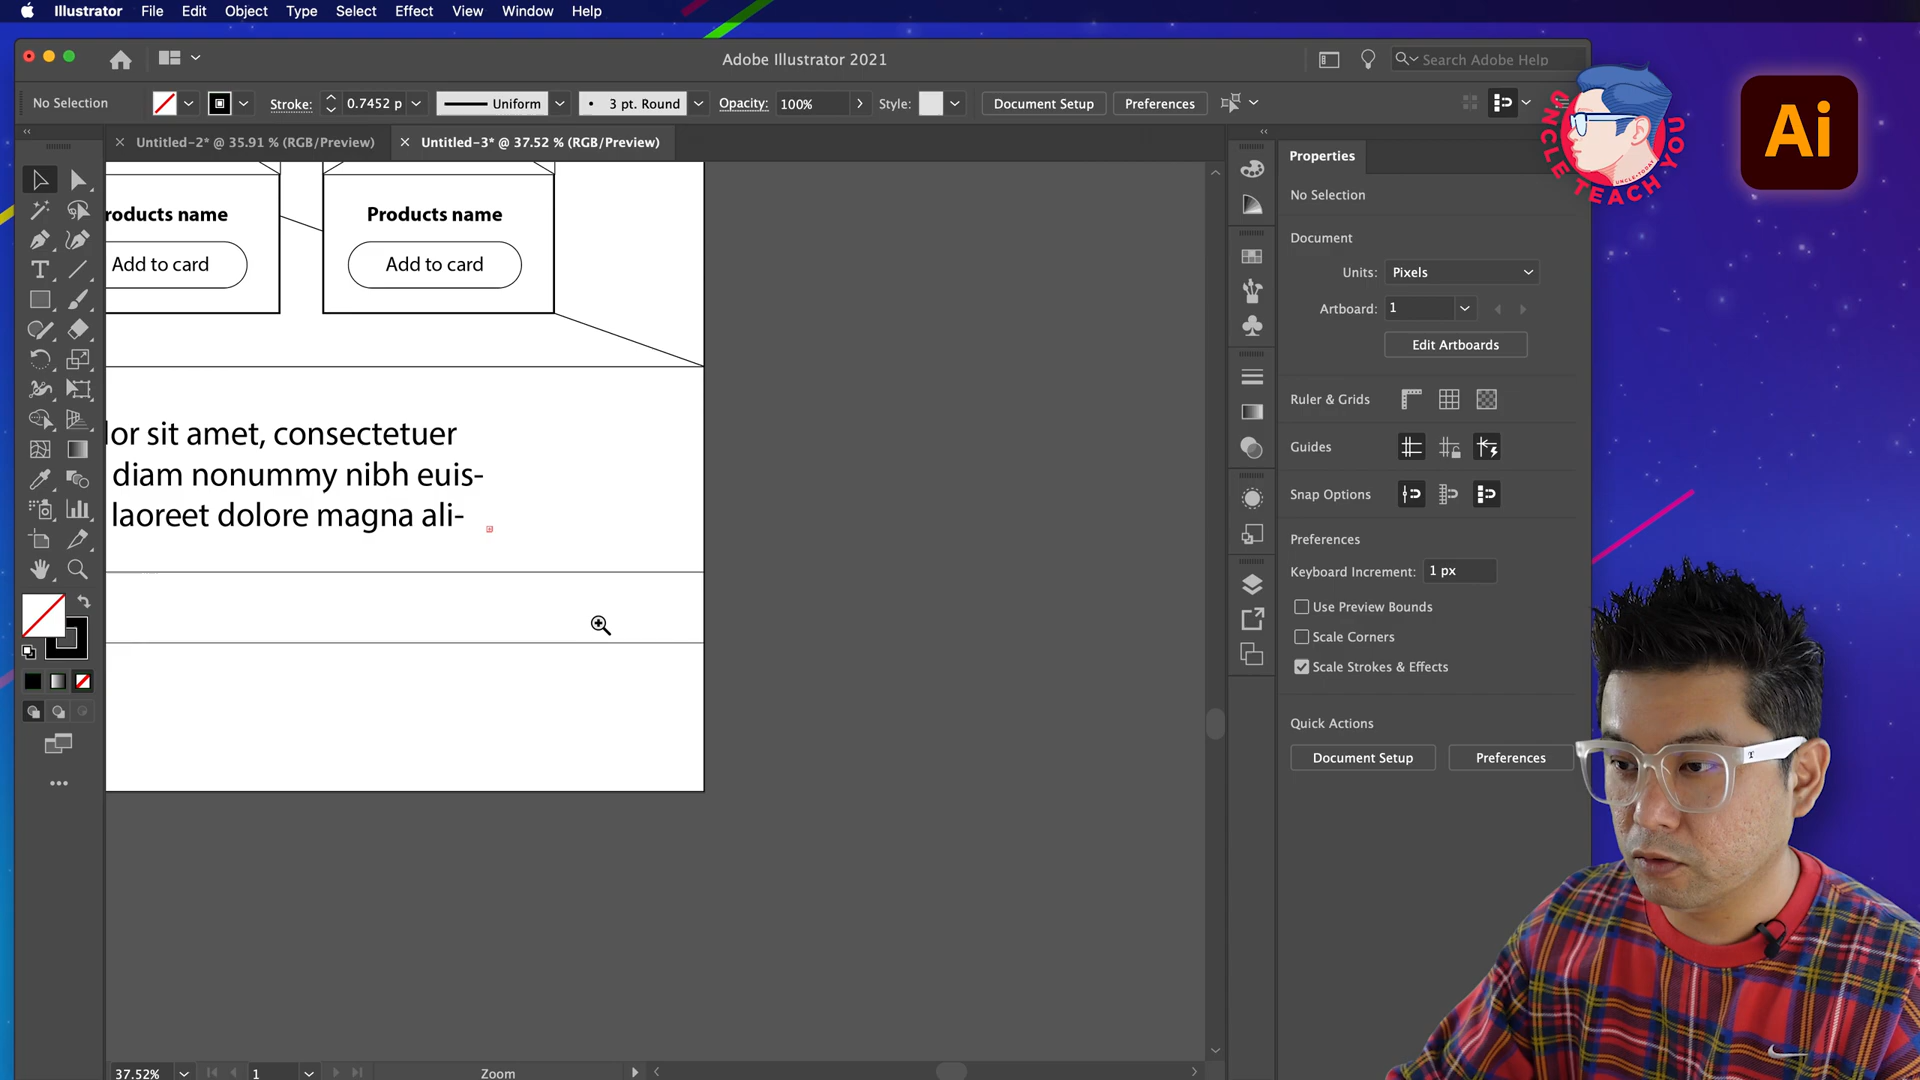 Illustrator File Edit Object Type Select Effect View Window Help
Adobe Illustrator 2021
Search Adobe Help
No Selection
Stroke: 0.7452 p
Uniform
3 pt. Round
Opacity: 100%
Style:
Document Setup
Preferences
UNCLE TEACH YOU
UNCLE•TODAY
Ai
Untitled-2* @ 35.91 % (RGB/Preview)
Untitled-3* @ 37.52 % (RGB/Preview)
Properties
No Selection
Document
Units: Pixels
Artboard: 1
Edit Artboards
Ruler & Grids
Guides
Snap Options
Preferences
Keyboard Increment: 1 px
Use Preview Bounds
Scale Corners
Scale Strokes & Effects
Quick Actions
Document Setup
Preferences
roducts name
Products name
Add to card
Add to card
lor sit amet, consectetuer
diam nonummy nibh euis-
laoreet dolore magna ali-
37.52%
1
Zoom